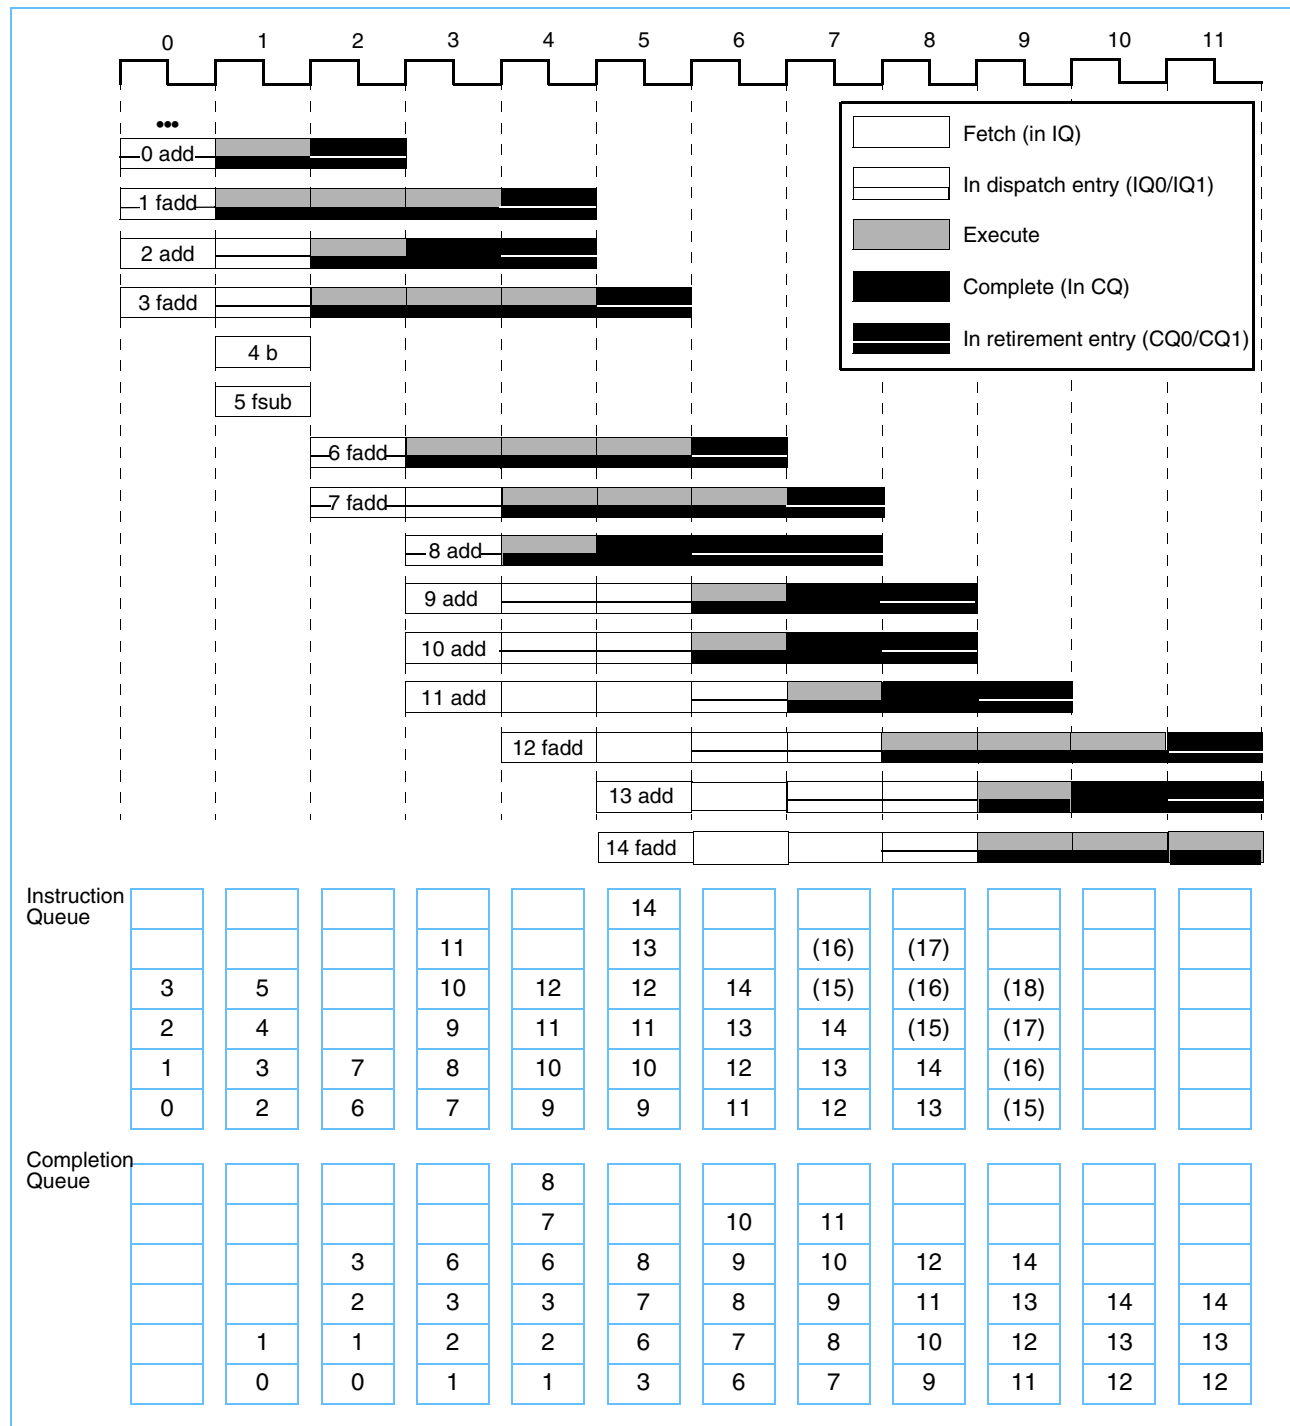 0 1 2 3 4 5 6 7 8 9 10 11
•••
0 add
1 fadd
2 add
3 fadd
4 b
5 fsub
6 fadd
7 fadd
8 add
9 add
10 add
11 add
12 fadd
13 add
14 fadd
Fetch (in IQ)
In dispatch entry (IQ0/IQ1)
Execute
Complete (In CQ)
In retirement entry (CQ0/CQ1)
Instruction
Queue
14
11 13 (16) (17)
3 5 10 12 12 14 (15) (16) (18)
2 4 9 11 11 13 14 (15) (17)
1 3 7 8 10 10 12 13 14 (16)
0 2 6 7 9 9 11 12 13 (15)
Completion
Queue
8
7 10 11
3 6 6 8 9 10 12 14
2 3 3 7 8 9 11 13 14 14
1 1 2 2 6 7 8 10 12 13 13
0 0 1 1 3 6 7 9 11 12 12